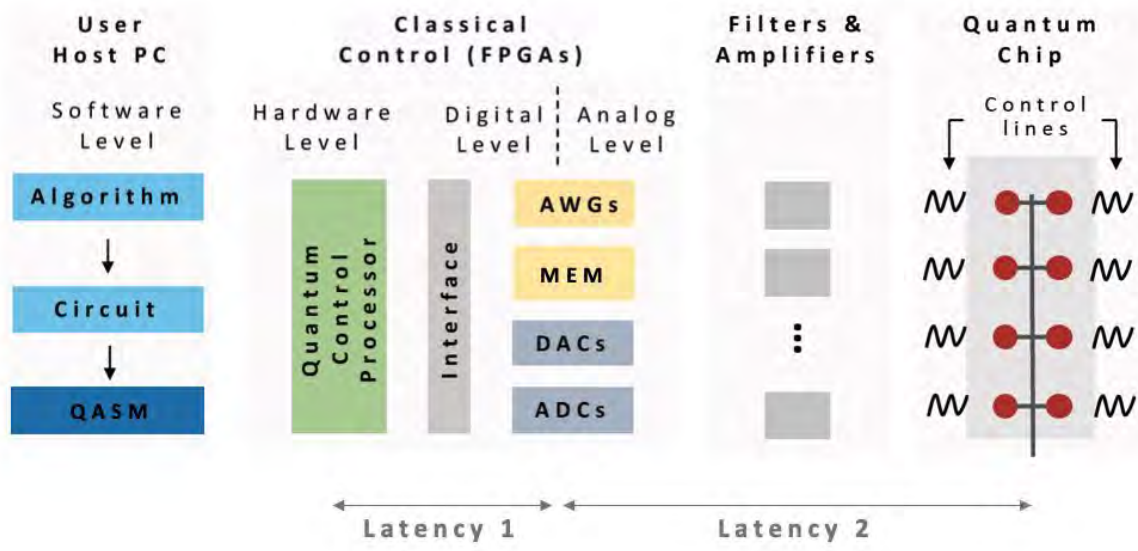 User
Host PC
Software
Level
Algorithm
Circuit
QASM
Classical
Control (FPGAs)
Hardware
Level
Digital
Level
Analog
Level
Quantum
Control
Processor
Interface
AWGs
MEM
DACs
ADCs
Filters &
Amplifiers
Quantum
Chip
Control
lines
Latency 1
Latency 2